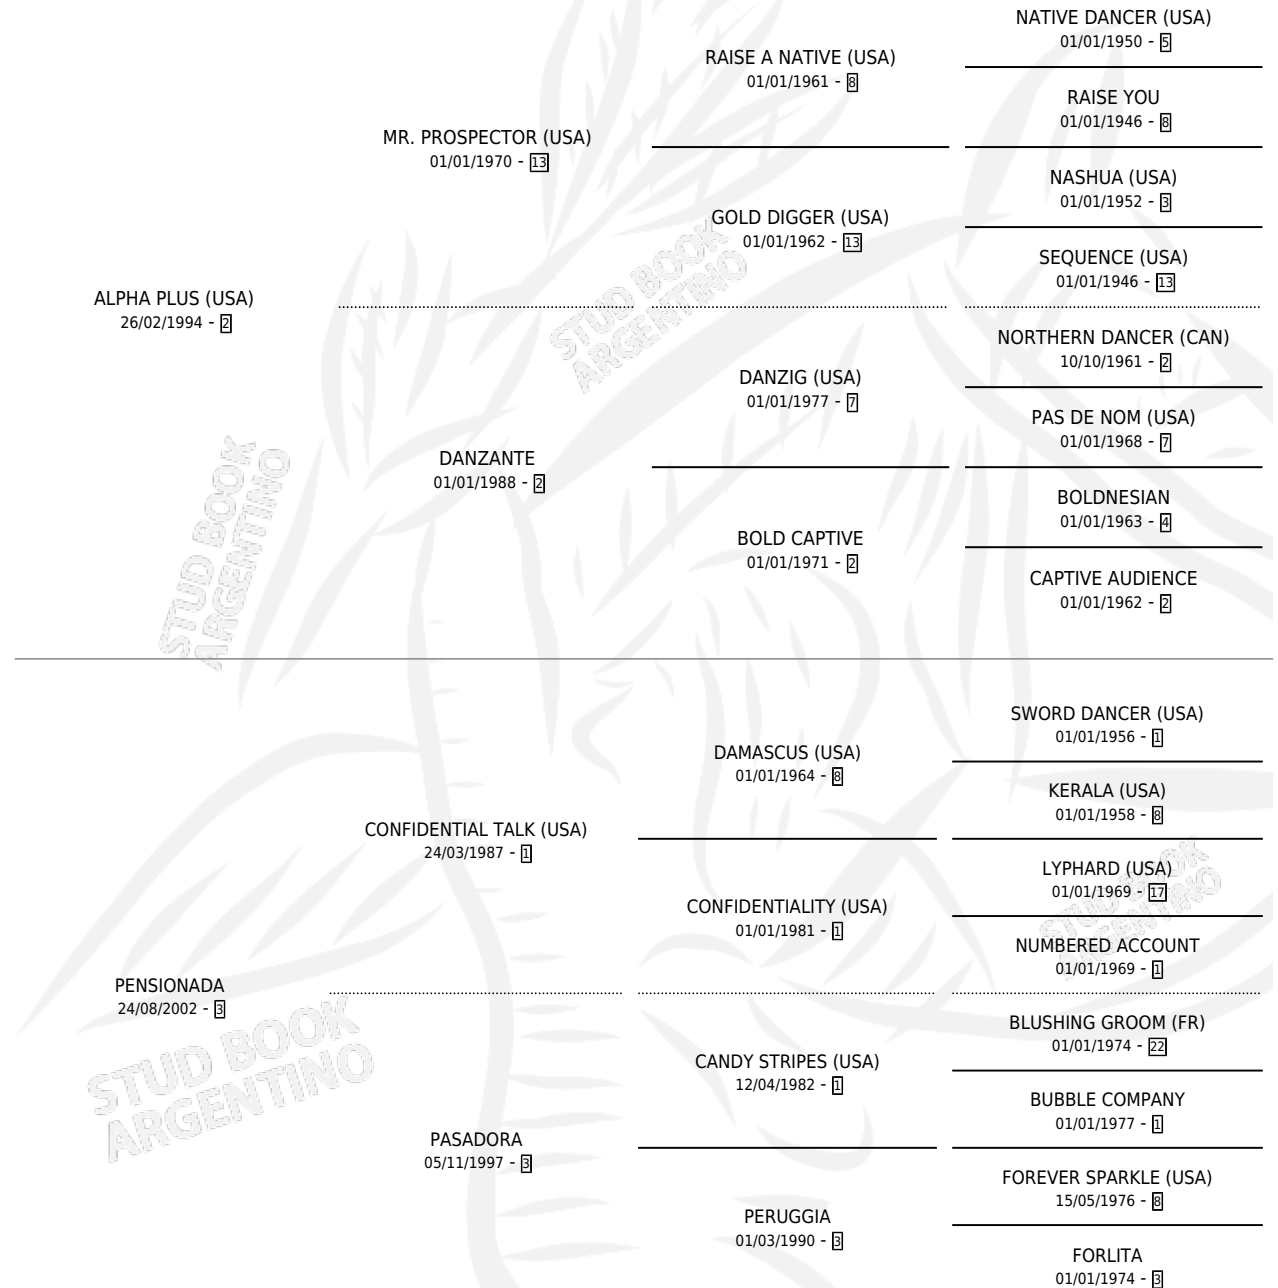 NATIVE DANCER (USA)
01/01/1950 - 5
RAISE A NATIVE (USA)
01/01/1961 - 8
RAISE YOU
01/01/1946 - 8
MR. PROSPECTOR (USA)
01/01/1970 - 13
NASHUA (USA)
01/01/1952 - 3
GOLD DIGGER (USA)
01/01/1962 - 13
SEQUENCE (USA)
01/01/1946 - 13
ALPHA PLUS (USA)
26/02/1994 - 2
NORTHERN DANCER (CAN)
10/10/1961 - 2
DANZIG (USA)
01/01/1977 - 7
PAS DE NOM (USA)
01/01/1968 - 7
DANZANTE
01/01/1988 - 2
BOLDNESIAN
01/01/1963 - 4
BOLD CAPTIVE
01/01/1971 - 2
CAPTIVE AUDIENCE
01/01/1962 - 2
SWORD DANCER (USA)
01/01/1956 - 1
DAMASCUS (USA)
01/01/1964 - 8
KERALA (USA)
01/01/1958 - 8
CONFIDENTIAL TALK (USA)
24/03/1987 - 1
LYPHARD (USA)
01/01/1969 - 17
CONFIDENTIALITY (USA)
01/01/1981 - 1
NUMBERED ACCOUNT
01/01/1969 - 1
PENSIONADA
24/08/2002 - 3
BLUSHING GROOM (FR)
01/01/1974 - 22
CANDY STRIPES (USA)
12/04/1982 - 1
BUBBLE COMPANY
01/01/1977 - 1
PASADORA
05/11/1997 - 3
FOREVER SPARKLE (USA)
15/05/1976 - 8
PERUGGIA
01/03/1990 - 3
FORLITA
01/01/1974 - 3
STUD BOOK
ARGENTINO
STUD BOOK
ARGENTINO
STUD BOOK
ARGENTINO
STUD BOOK
ARGENTINO